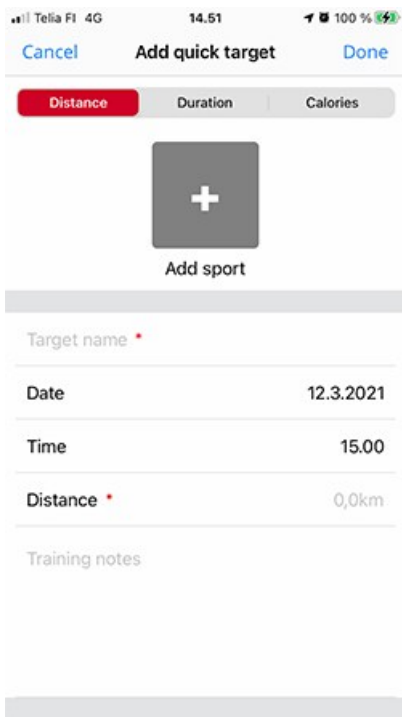 Telia FI 4G 14.51 100 %
Cancel Add quick target Done
Distance Duration Calories
Add sport
Target name *
Date 12.3.2021
Time 15.00
Distance * 0,0km
Training notes